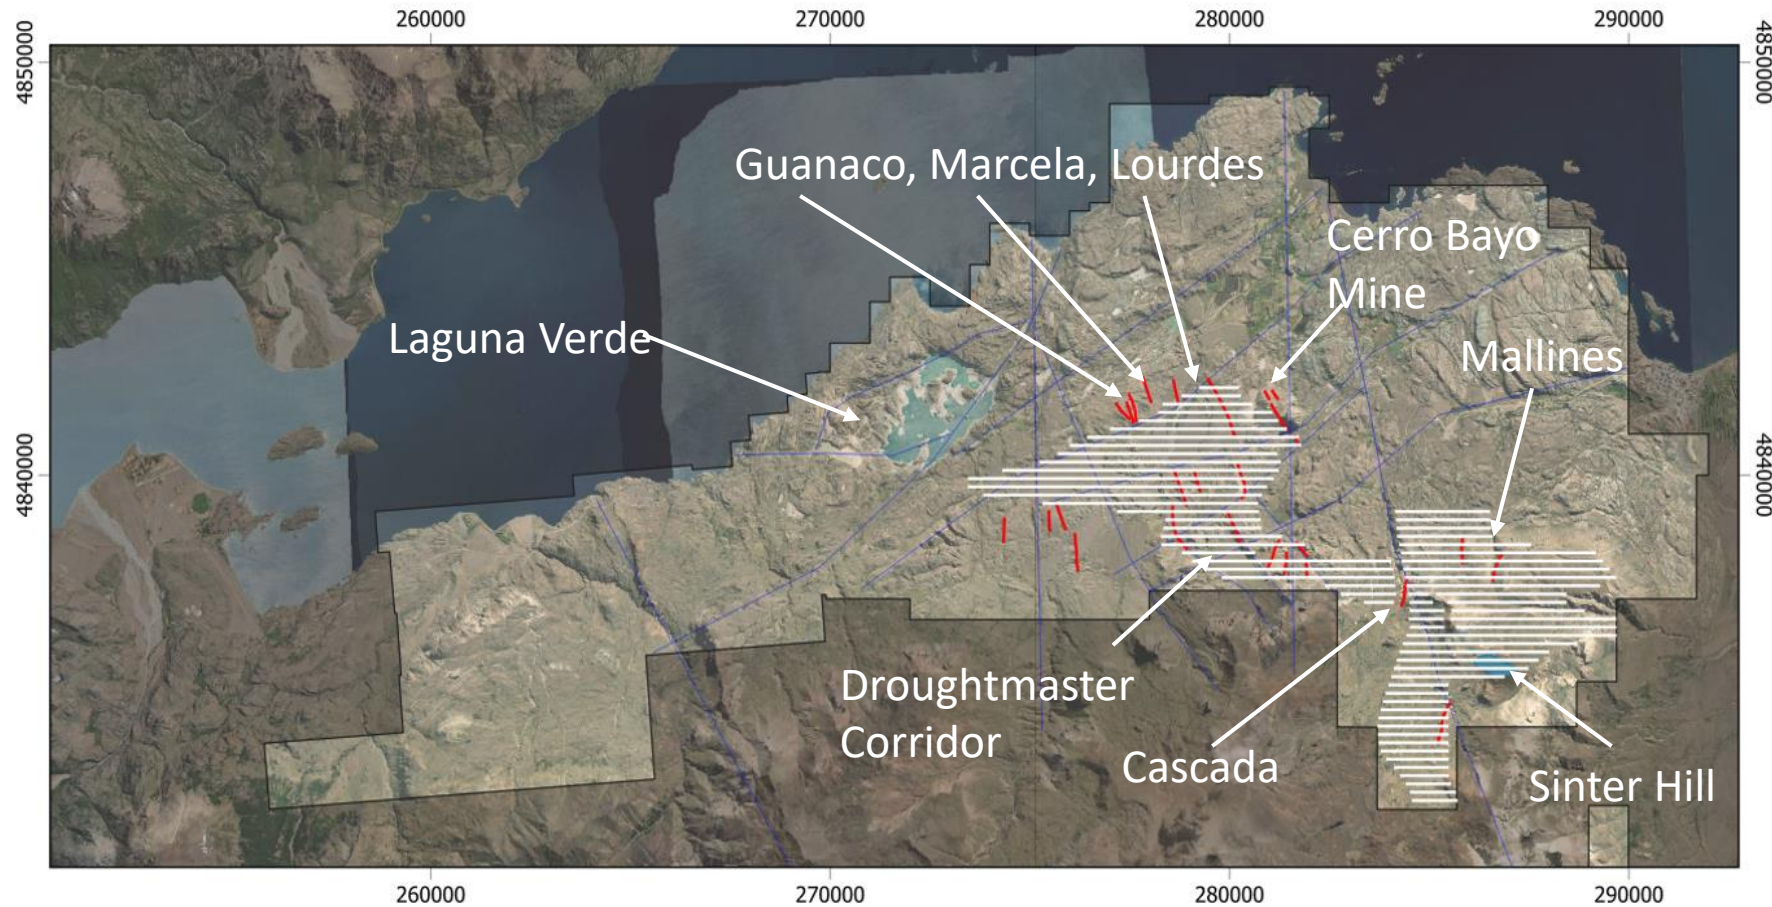 260000
270000
280000
290000
4850000
4850000
Guanaco, Marcela, Lourdes
Cerro Bayo
Mine
Laguna Verde
Mallines
4840000
4840000
Droughtmaster
Corridor
Cascada
Sinter Hill
260000
270000
280000
290000